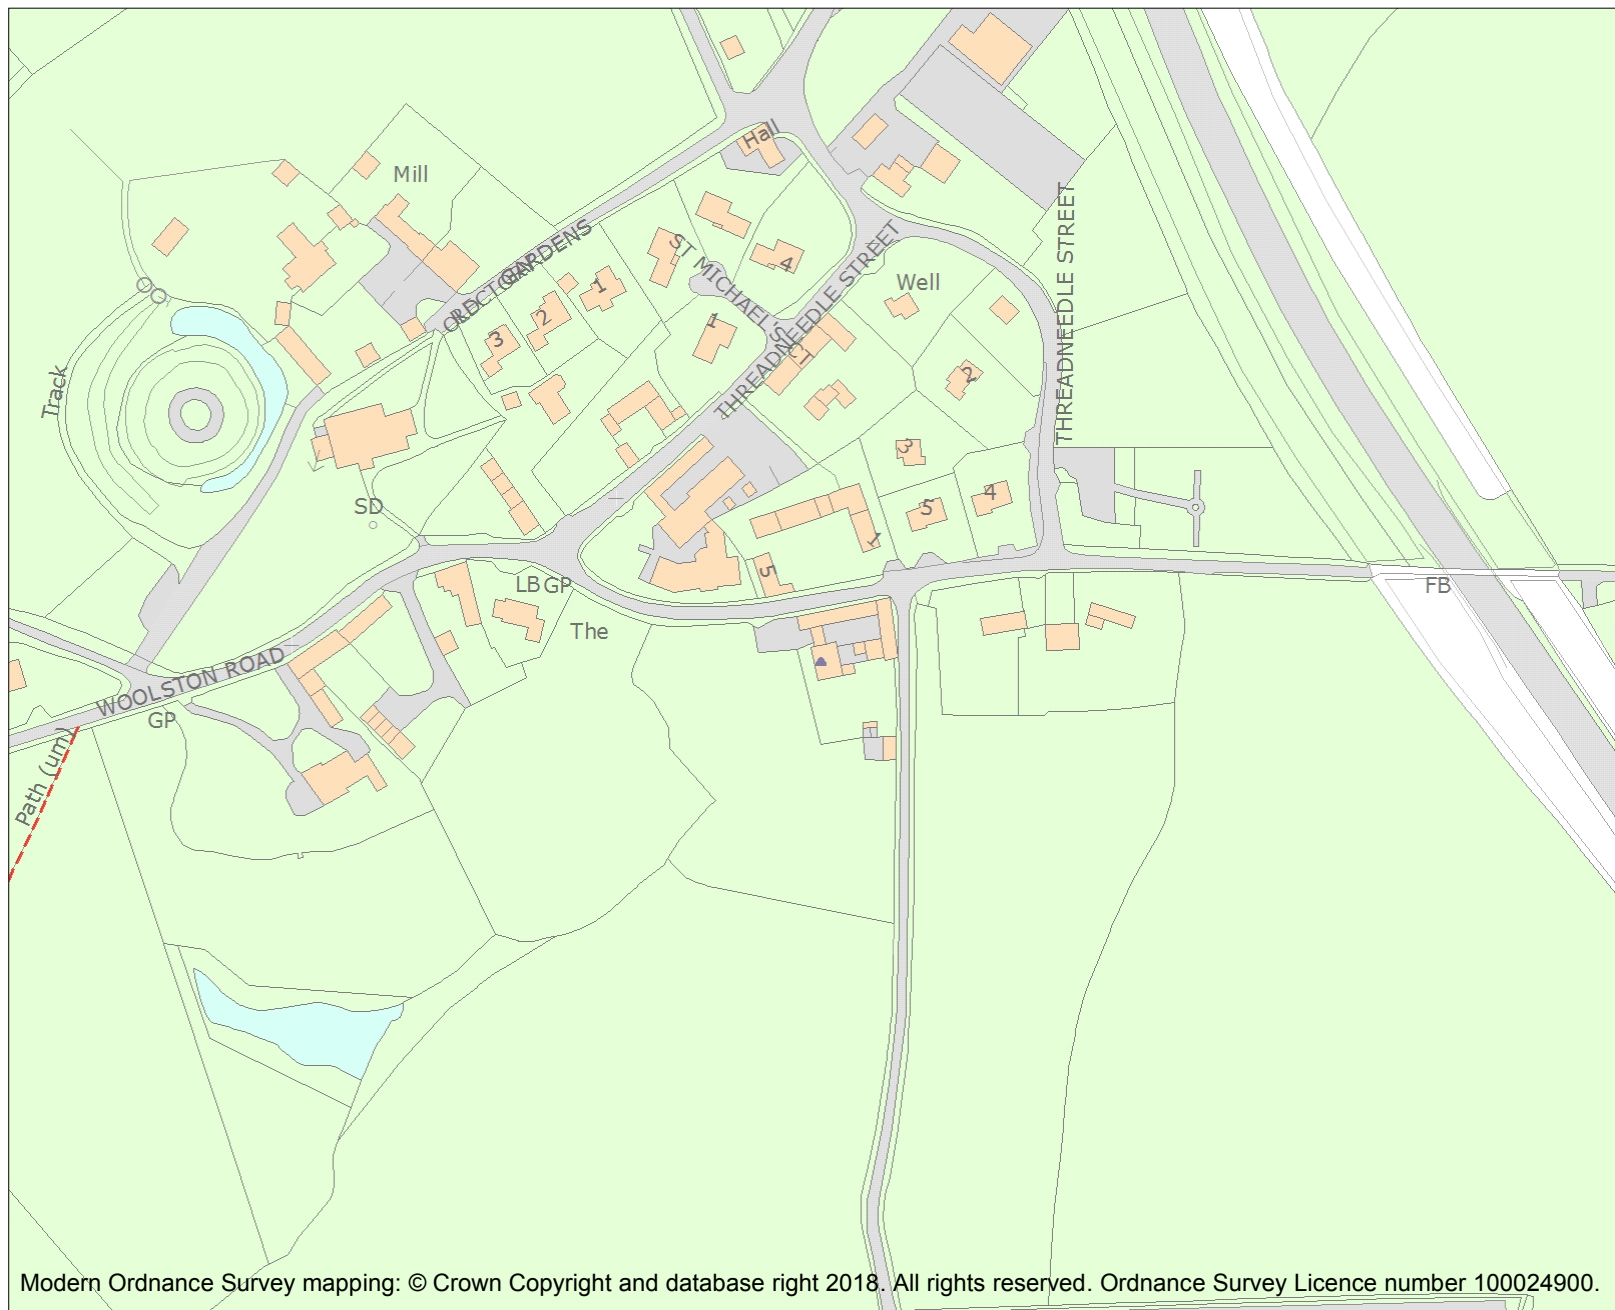 Hall
Mill
THREADNEEDLE STREET
OLD
RECTORY
GARDENS
ST MICHAEL'S CT
4
THREADNEEDLE STREET
Well
1
2
1
3
2
Track
3
SD
5
4
1
5
LB
GP
FB
The
WOOLSTON ROAD
GP
Path (um)
Modern Ordnance Survey mapping: © Crown Copyright and database right 2018. All rights reserved. Ordnance Survey Licence number 100024900.